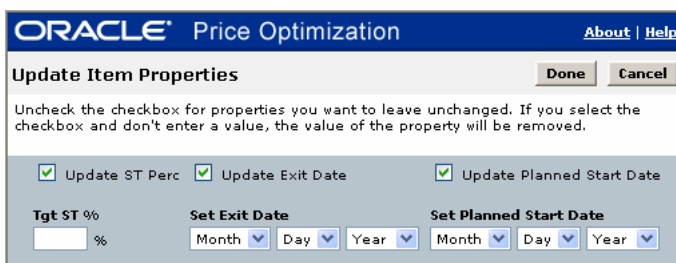 ORACLE® Price Optimization About | Help
Update Item Properties Done Cancel
Uncheck the checkbox for properties you want to leave unchanged. If you select the
checkbox and don't enter a value, the value of the property will be removed.
Update ST Perc Update Exit Date Update Planned Start Date
Tgt ST % Set Exit Date Set Planned Start Date
% Month Day Year Month Day Year